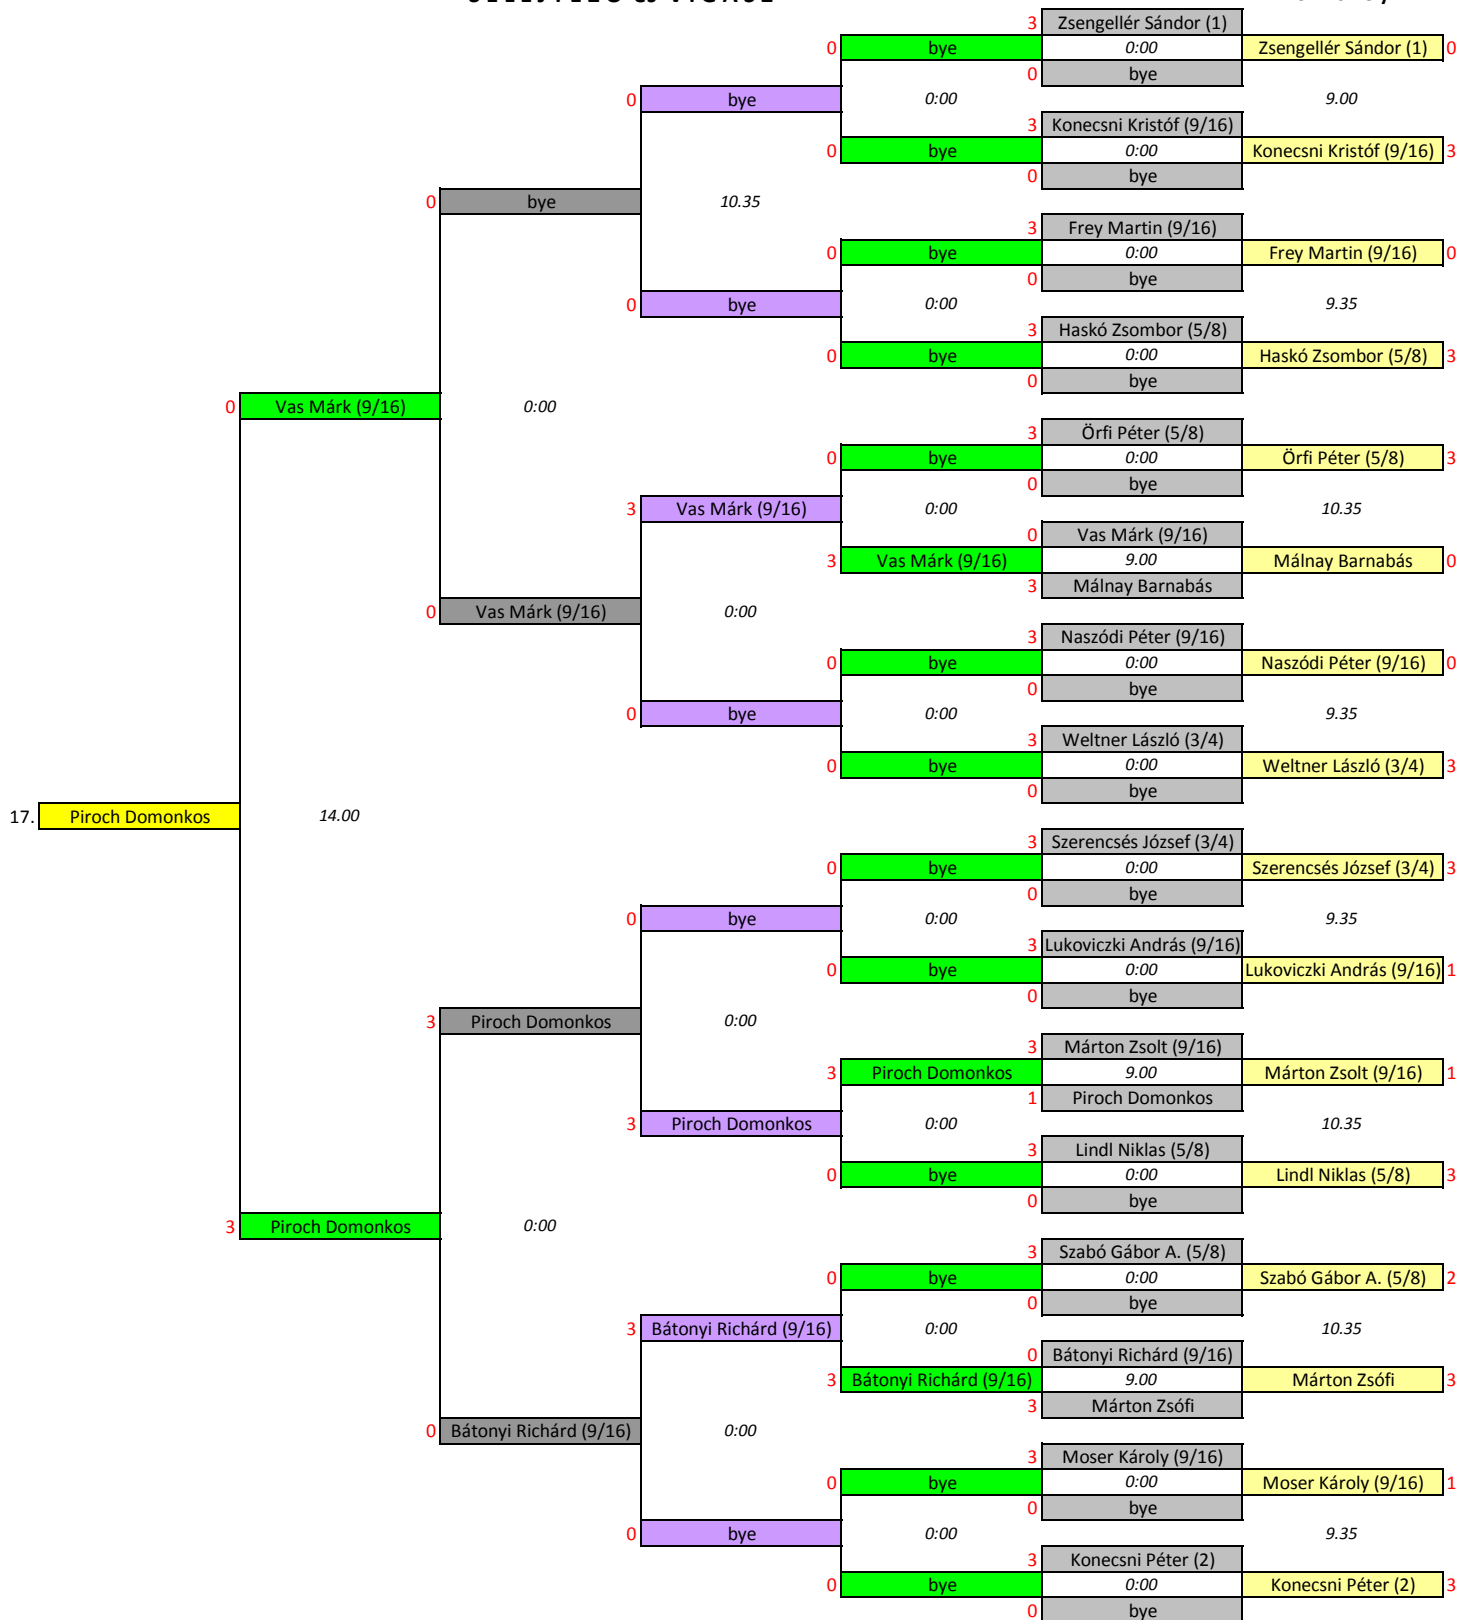 3 Zsengellér Sándor (1)
0 bye 0:00 Zsengellér Sándor (1) 0
0 bye
0 bye 0:00 9.00
3 Konecsni Kristóf (9/16)
0 bye 0:00 Konecsni Kristóf (9/16) 3
0 bye
0 bye 10.35
3 Frey Martin (9/16)
0 bye 0:00 Frey Martin (9/16) 0
0 bye
0 bye 0:00 9.35
3 Haskó Zsombor (5/8)
0 bye 0:00 Haskó Zsombor (5/8) 3
0 bye
0 Vas Márk (9/16) 0:00
3 Örfi Péter (5/8)
0 bye 0:00 Örfi Péter (5/8) 3
0 bye
3 Vas Márk (9/16) 0:00 10.35
0 Vas Márk (9/16)
3 Vas Márk (9/16) 9.00 Málnay Barnabás 0
3 Málnay Barnabás
0 Vas Márk (9/16) 0:00
3 Naszódi Péter (9/16)
0 bye 0:00 Naszódi Péter (9/16) 0
0 bye
0 bye 0:00 9.35
3 Weltner László (3/4)
0 bye 0:00 Weltner László (3/4) 3
0 bye
17. Piroch Domonkos 14.00
3 Szerencsés József (3/4)
0 bye 0:00 Szerencsés József (3/4) 3
0 bye
0 bye 0:00 9.35
3 Lukoviczki András (9/16)
0 bye 0:00 Lukoviczki András (9/16) 1
0 bye
3 Piroch Domonkos 0:00
3 Márton Zsolt (9/16)
3 Piroch Domonkos 9.00 Márton Zsolt (9/16) 1
1 Piroch Domonkos
3 Piroch Domonkos 0:00 10.35
3 Lindl Niklas (5/8)
0 bye 0:00 Lindl Niklas (5/8) 3
0 bye
3 Piroch Domonkos 0:00
3 Szabó Gábor A. (5/8)
0 bye 0:00 Szabó Gábor A. (5/8) 2
0 bye
3 Bátonyi Richárd (9/16) 0:00 10.35
0 Bátonyi Richárd (9/16)
3 Bátonyi Richárd (9/16) 9.00 Márton Zsófi 3
3 Márton Zsófi
0 Bátonyi Richárd (9/16) 0:00
3 Moser Károly (9/16)
0 bye 0:00 Moser Károly (9/16) 1
0 bye
0 bye 0:00 9.35
3 Konecsni Péter (2)
0 bye 0:00 Konecsni Péter (2) 3
0 bye